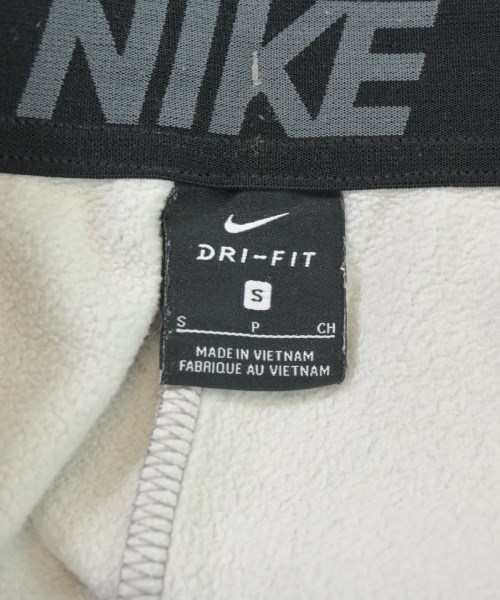 NIKE
DRI-FIT
S
S P CH
MADE IN VIETNAM
FABRIQUE AU VIETNAM